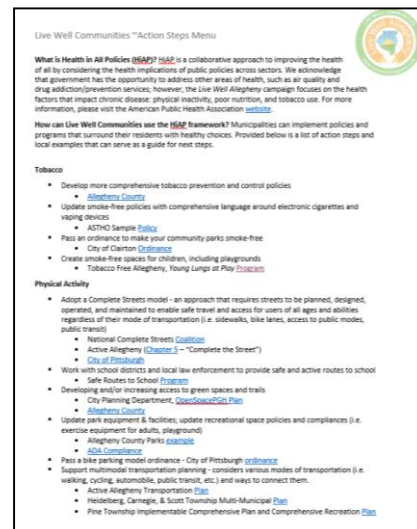 Live Well Communities ~Action Steps Menu
What is Health in All Policies (HiAP)? HiAP is a collaborative approach to improving the health
of all by considering the health implications of public policies across sectors. We acknowledge
that government has the opportunity to address other areas of health, such as air quality and
drug addiction/prevention services; however, the Live Well Allegheny campaign focuses on the health
factors that impact chronic disease: physical inactivity, poor nutrition, and tobacco use. For more
information, please visit the American Public Health Association website.
How can Live Well Communities use the HiAP framework? Municipalities can implement policies and
programs that surround their residents with healthy choices. Provided below is a list of action steps and
local examples that can serve as a guide for next steps.
Tobacco
• Develop more comprehensive tobacco prevention and control policies
• Allegheny County
• Update smoke-free policies with comprehensive language around electronic cigarettes and
vaping devices
• ASTHO Sample Policy
• Pass an ordinance to make your community parks smoke-free
• City of Clairton Ordinance
• Create smoke-free spaces for children, including playgrounds
• Tobacco Free Allegheny, Young Lungs at Play Program
Physical Activity
• Adopt a Complete Streets model - an approach that requires streets to be planned, designed,
operated, and maintained to enable safe travel and access for users of all ages and abilities
regardless of their mode of transportation (i.e. sidewalks, bike lanes, access to public modes,
public transit)
• National Complete Streets Coalition
• Active Allegheny (Chapter 5 – "Complete the Street")
• City of Pittsburgh
• Work with school districts and local law enforcement to provide safe and active routes to school
• Safe Routes to School Program
• Developing and/or increasing access to green spaces and trails
• City Planning Department, OpenSpacePGH Plan
• Allegheny County
• Update park equipment & facilities; update recreational space policies and compliances (i.e.
exercise equipment for adults, playground)
• Allegheny County Parks example
• ADA Compliance
• Pass a bike parking model ordinance - City of Pittsburgh ordinance
• Support multimodal transportation planning - considers various modes of transportation (i.e.
walking, cycling, automobile, public transit, etc.) and ways to connect them.
• Active Allegheny Transportation Plan
• Heidelberg, Carnegie, & Scott Township Multi-Municipal Plan
• Pine Township Implementable Comprehensive Plan and Comprehensive Recreation Plan